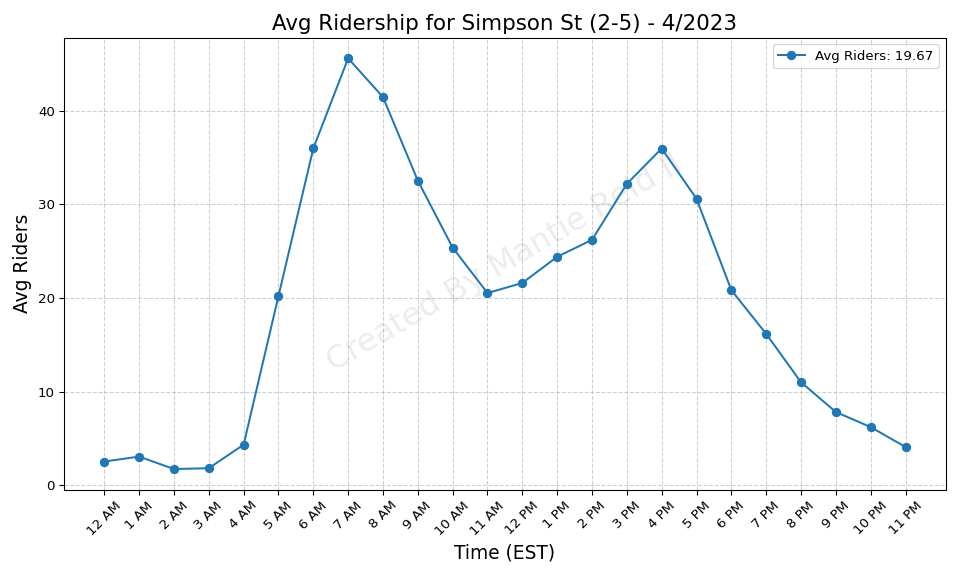 Avg Ridership for Simpson St (2-5) - 4/2023
Avg Riders: 19.67
Avg Riders
40
30
20
10
0
Created By Mantie Reid II
12 AM
1 AM
2 AM
3 AM
4 AM
5 AM
6 AM
7 AM
8 AM
9 AM
10 AM
11 AM
12 PM
1 PM
2 PM
3 PM
4 PM
5 PM
6 PM
7 PM
8 PM
9 PM
10 PM
11 PM
Time (EST)